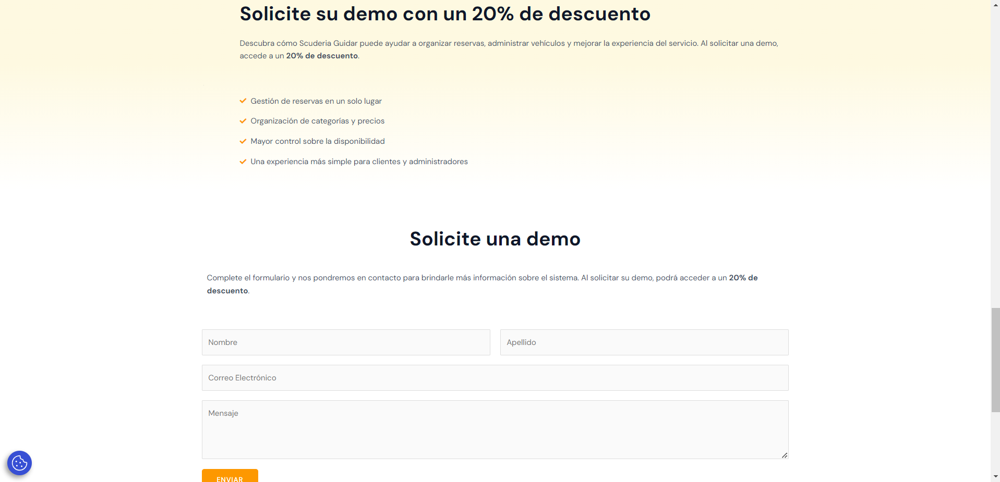 Solicite su demo con un 20% de descuento
Descubra cómo Scuderia Guidar puede ayudar a organizar reservas, administrar vehículos y mejorar la experiencia del servicio. Al solicitar una demo,
accede a un 20% de descuento.
Gestión de reservas en un solo lugar
Organización de categorías y precios
Mayor control sobre la disponibilidad
Una experiencia más simple para clientes y administradores
Solicite una demo
Complete el formulario y nos pondremos en contacto para brindarle más información sobre el sistema. Al solicitar su demo, podrá acceder a un 20% de
descuento.
Nombre
Apellido
Correo Electrónico
Mensaje
ENVIAR